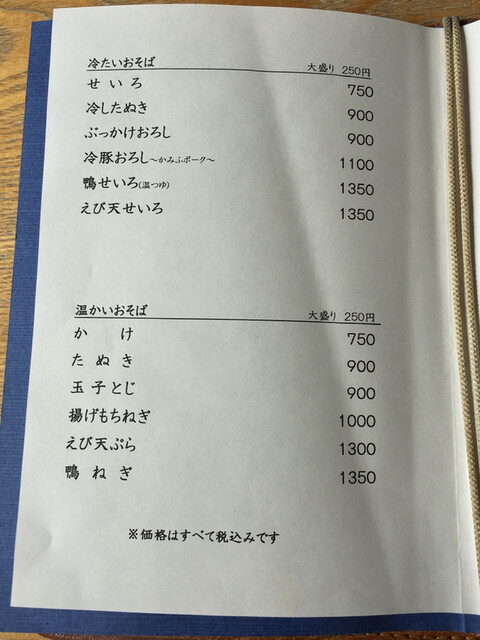 冷たいおそば 大盛り 250円
せいろ 750
冷したぬき 900
ぶっかけおろし 900
冷豚おろし～かみふポーク～ 1100
鴨せいろ(温つゆ) 1350
えび天せいろ 1350
温かいおそば 大盛り 250円
かけ 750
たぬき 900
玉子とじ 900
揚げもちねぎ 1000
えび天ぷら 1300
鴨ねぎ 1350
※価格はすべて税込みです